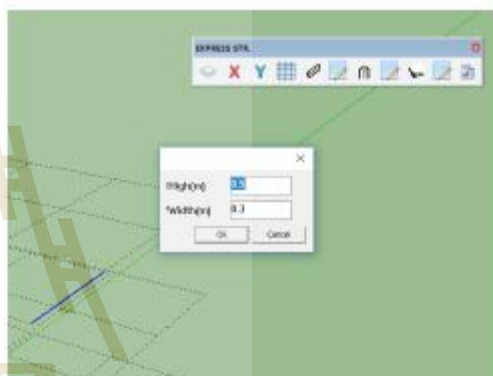 EXPRESS STR.
X Y
*High(m) 0.5
*Width(m) 0.3
OK Cancel